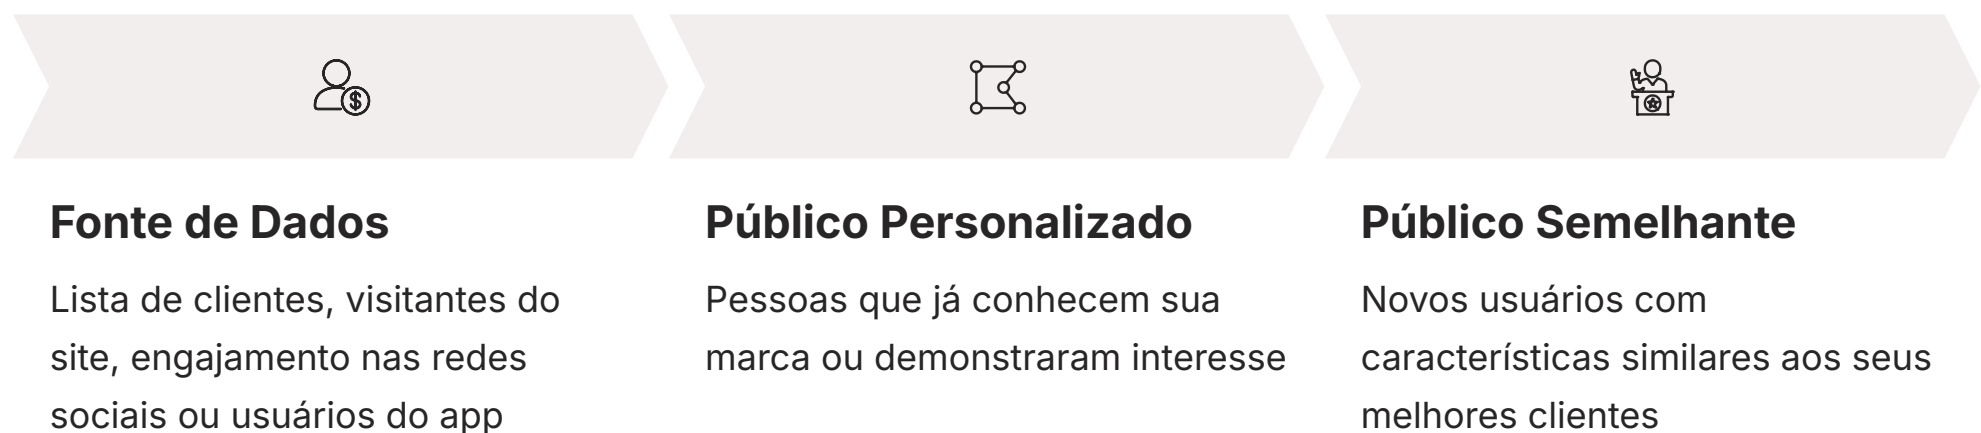 Fonte de Dados
Lista de clientes, visitantes do
site, engajamento nas redes
sociais ou usuários do app
Público Personalizado
Pessoas que já conhecem sua
marca ou demonstraram interesse
Público Semelhante
Novos usuários com
características similares aos seus
melhores clientes